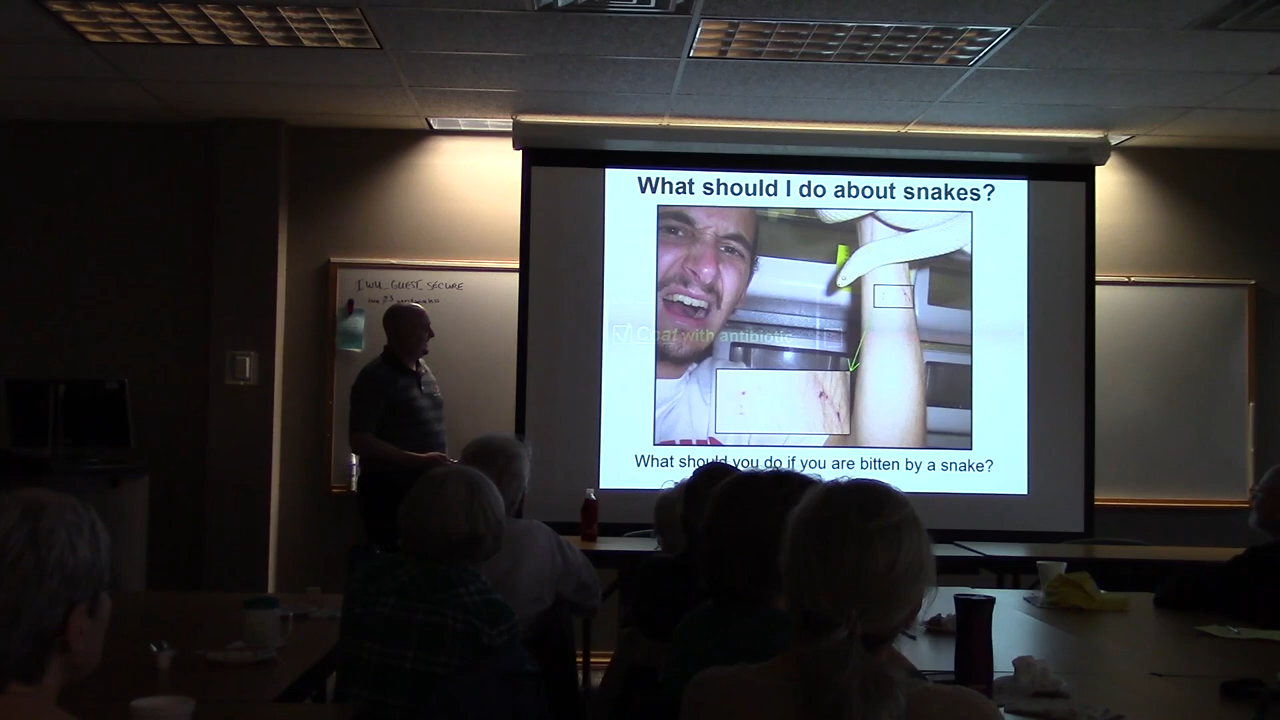 What should I do about snakes?
IWU_GUEST_SECURE
Coat with antibiotic
What should you do if you are bitten by a snake?